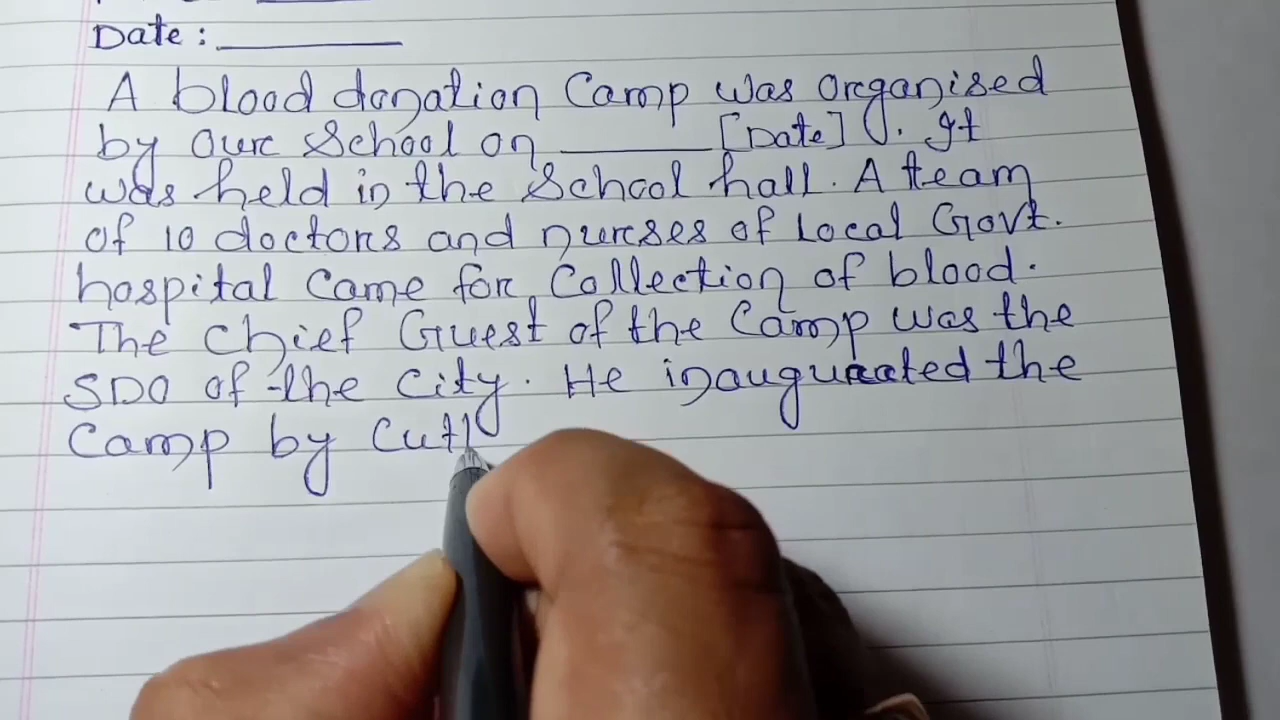 Date: ________
A blood donation Camp was organised
by our School on ________ [Date]. It
was held in the School hall. A team
of 10 doctors and nurses of local Govt.
hospital came for Collection of blood.
The Chief Guest of the Camp was the
SDO of the City. He inaugurated the
Camp by Cutt